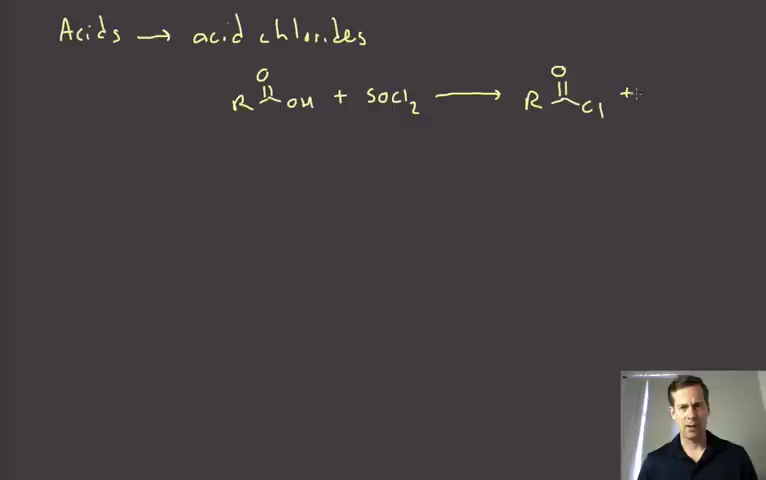 Acids → acid chlorides
O O
R OH + SOCl2 → R Cl +